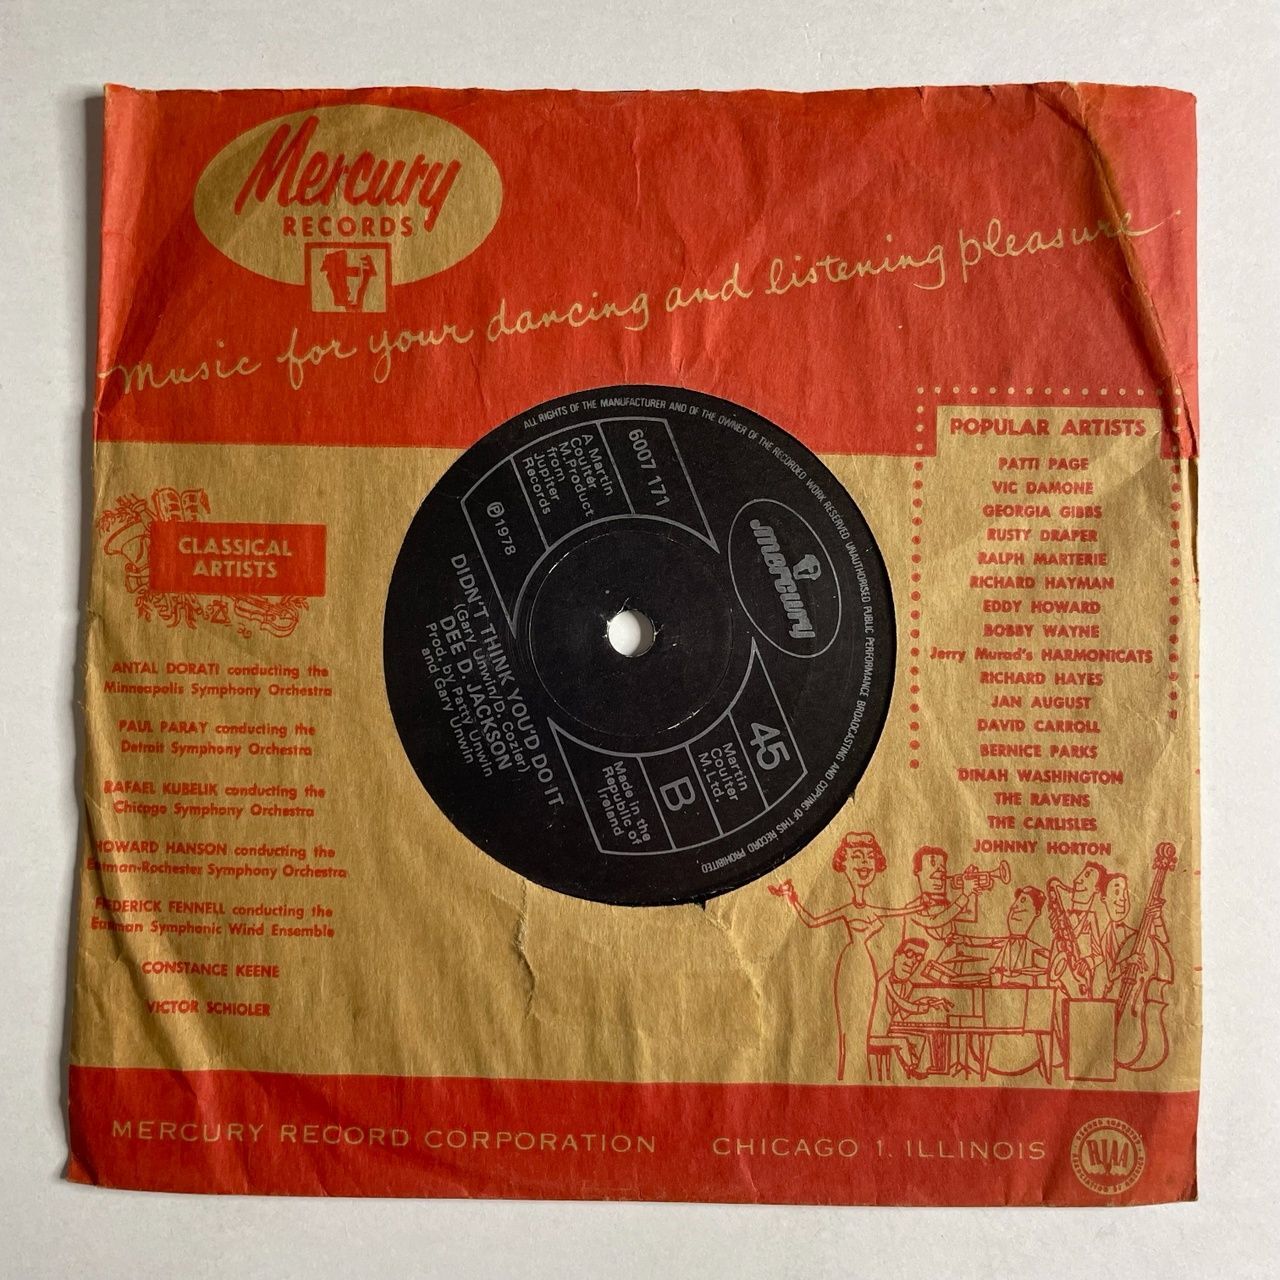 Mercury
RECORDS
Music for your dancing and listening pleasure
CLASSICAL
ARTISTS
ANTAL DORATI conducting the
Minneapolis Symphony Orchestra
PAUL PARAY conducting the
Detroit Symphony Orchestra
RAFAEL KUBELIK conducting the
Chicago Symphony Orchestra
HOWARD HANSON conducting the
Eastman-Rochester Symphony Orchestra
FREDERICK FENNELL conducting the
Eastman Symphonic Wind Ensemble
CONSTANCE KEENE
VICTOR SCHIOLER
ALL RIGHTS OF THE MANUFACTURER AND OF THE OWNER OF THE RECORDED WORK RESERVED UNAUTHORISED PUBLIC PERFORMANCE BROADCASTING AND COPYING OF THIS RECORD PROHIBITED
mercury
6007 171
A Martin
Coulter
M.Product
from
Jupiter
Records
℗1978
DIDN'T THINK YOU'D DO IT
(Gary Unwin/D. Cozier)
DEE D. JACKSON
Prod. by Patty Unwin
and Gary Unwin
45
Martin
Coulter
M.Ltd.
B
Made in the
Republic of
Ireland
POPULAR ARTISTS
PATTI PAGE
VIC DAMONE
GEORGIA GIBBS
RUSTY DRAPER
RALPH MARTERIE
RICHARD HAYMAN
EDDY HOWARD
BOBBY WAYNE
Jerry Murad's HARMONICATS
RICHARD HAYES
JAN AUGUST
DAVID CARROLL
BERNICE PARKS
DINAH WASHINGTON
THE RAVENS
THE CARLISLES
JOHNNY HORTON
MERCURY RECORD CORPORATION CHICAGO 1, ILLINOIS
RIAA